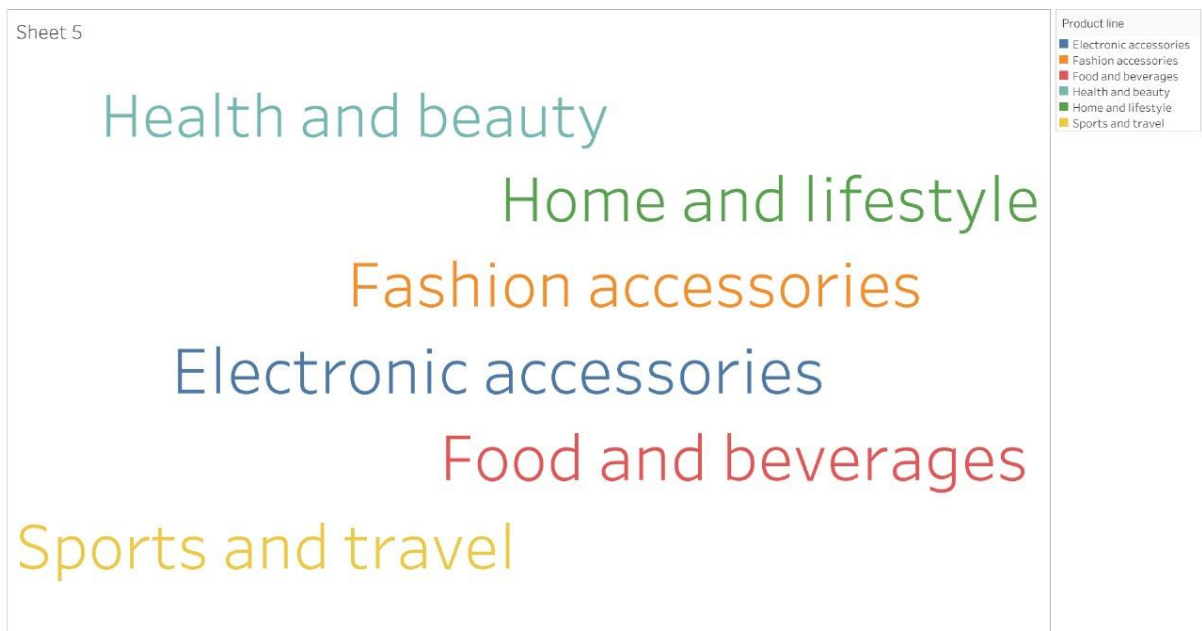 Sheet 5
Health and beauty
Home and lifestyle
Fashion accessories
Electronic accessories
Food and beverages
Sports and travel
Product line
Electronic accessories
Fashion accessories
Food and beverages
Health and beauty
Home and lifestyle
Sports and travel